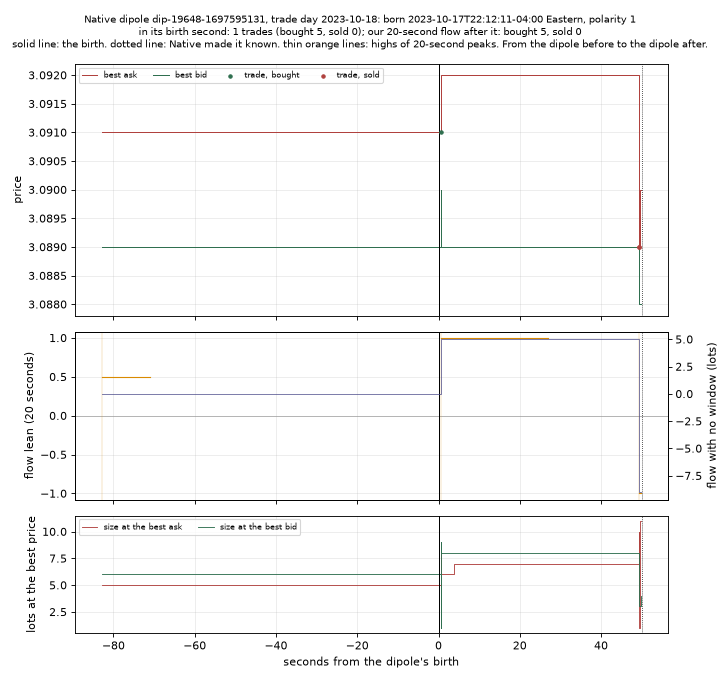 Native dipole dip-19648-1697595131, trade day 2023-10-18: born 2023-10-17T22:12:11-04:00 Eastern, polarity 1
in its birth second: 1 trades (bought 5, sold 0); our 20-second flow after it: bought 5, sold 0
solid line: the birth. dotted line: Native made it known. thin orange lines: highs of 20-second peaks. From the dipole before to the dipole after.
best ask
best bid
trade, bought
trade, sold
3.0920
3.0915
3.0910
3.0905
3.0900
3.0895
3.0890
3.0885
3.0880
price
1.0
0.5
0.0
−0.5
−1.0
flow lean (20 seconds)
5.0
2.5
0.0
−2.5
−5.0
−7.5
flow with no window (lots)
size at the best ask
size at the best bid
10.0
7.5
5.0
2.5
lots at the best price
−80
−60
−40
−20
0
20
40
seconds from the dipole's birth